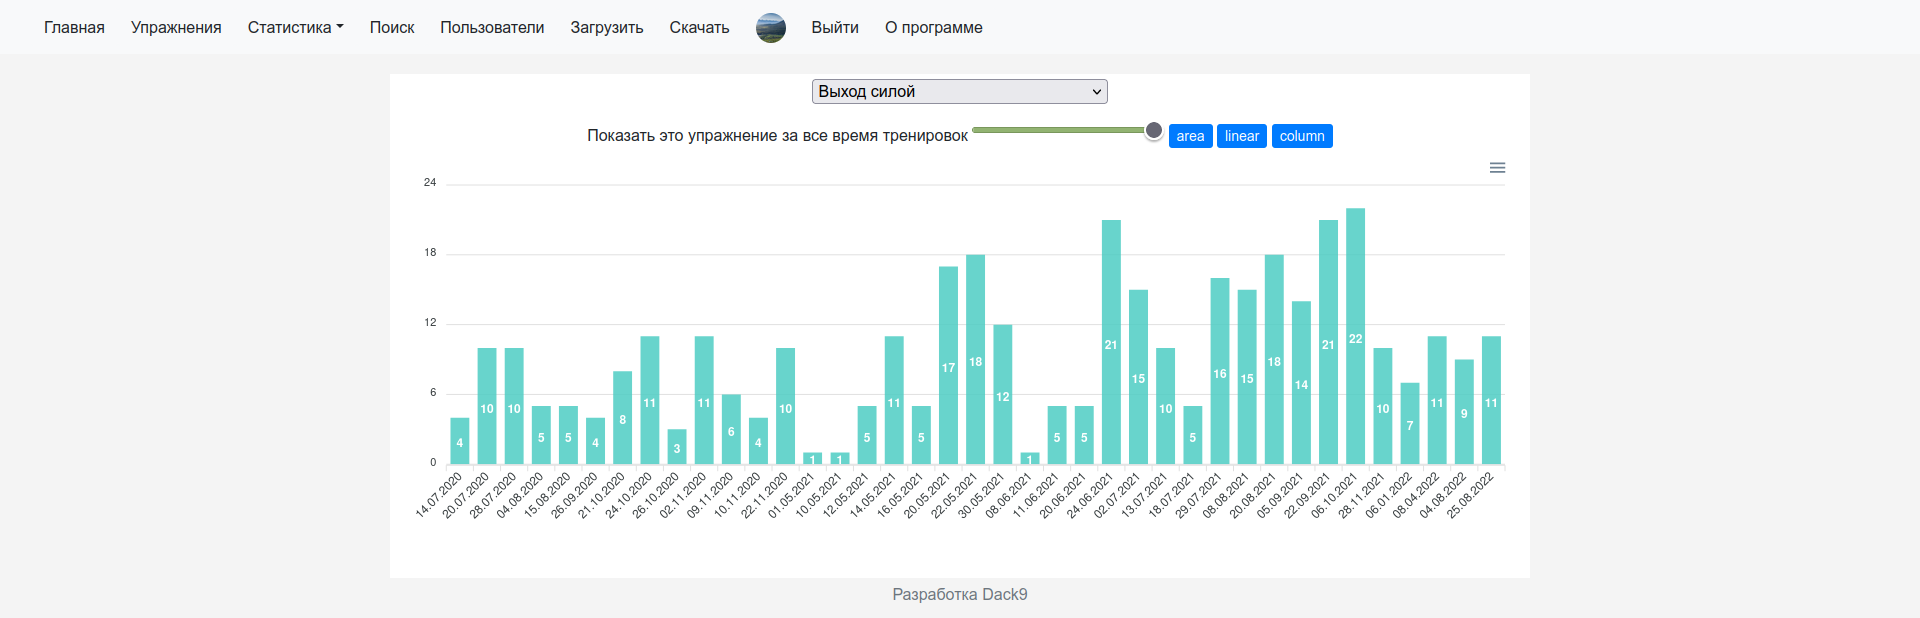 Главная Упражнения Статистика Поиск Пользователи Загрузить Скачать Выйти О программе
Выход силой
Показать это упражнение за все время тренировок area linear column
24
18
12
6
0
4 10 10 5 5 4 8 11 3 11 6 4 10 1 1 5 11 5 17 18 12 1 5 5 21 15 10 5 16 15 18 14 21 22 10 7 11 9 11
14.07.2020 20.07.2020 28.07.2020 04.08.2020 15.08.2020 26.09.2020 21.10.2020 24.10.2020 26.10.2020 02.11.2020 09.11.2020 10.11.2020 22.11.2020 01.05.2021 10.05.2021 12.05.2021 14.05.2021 16.05.2021 20.05.2021 22.05.2021 30.05.2021 08.06.2021 11.06.2021 20.06.2021 24.06.2021 02.07.2021 13.07.2021 18.07.2021 29.07.2021 08.08.2021 20.08.2021 05.09.2021 22.09.2021 06.10.2021 28.11.2021 06.01.2022 08.04.2022 04.08.2022 25.08.2022
Разработка Dack9